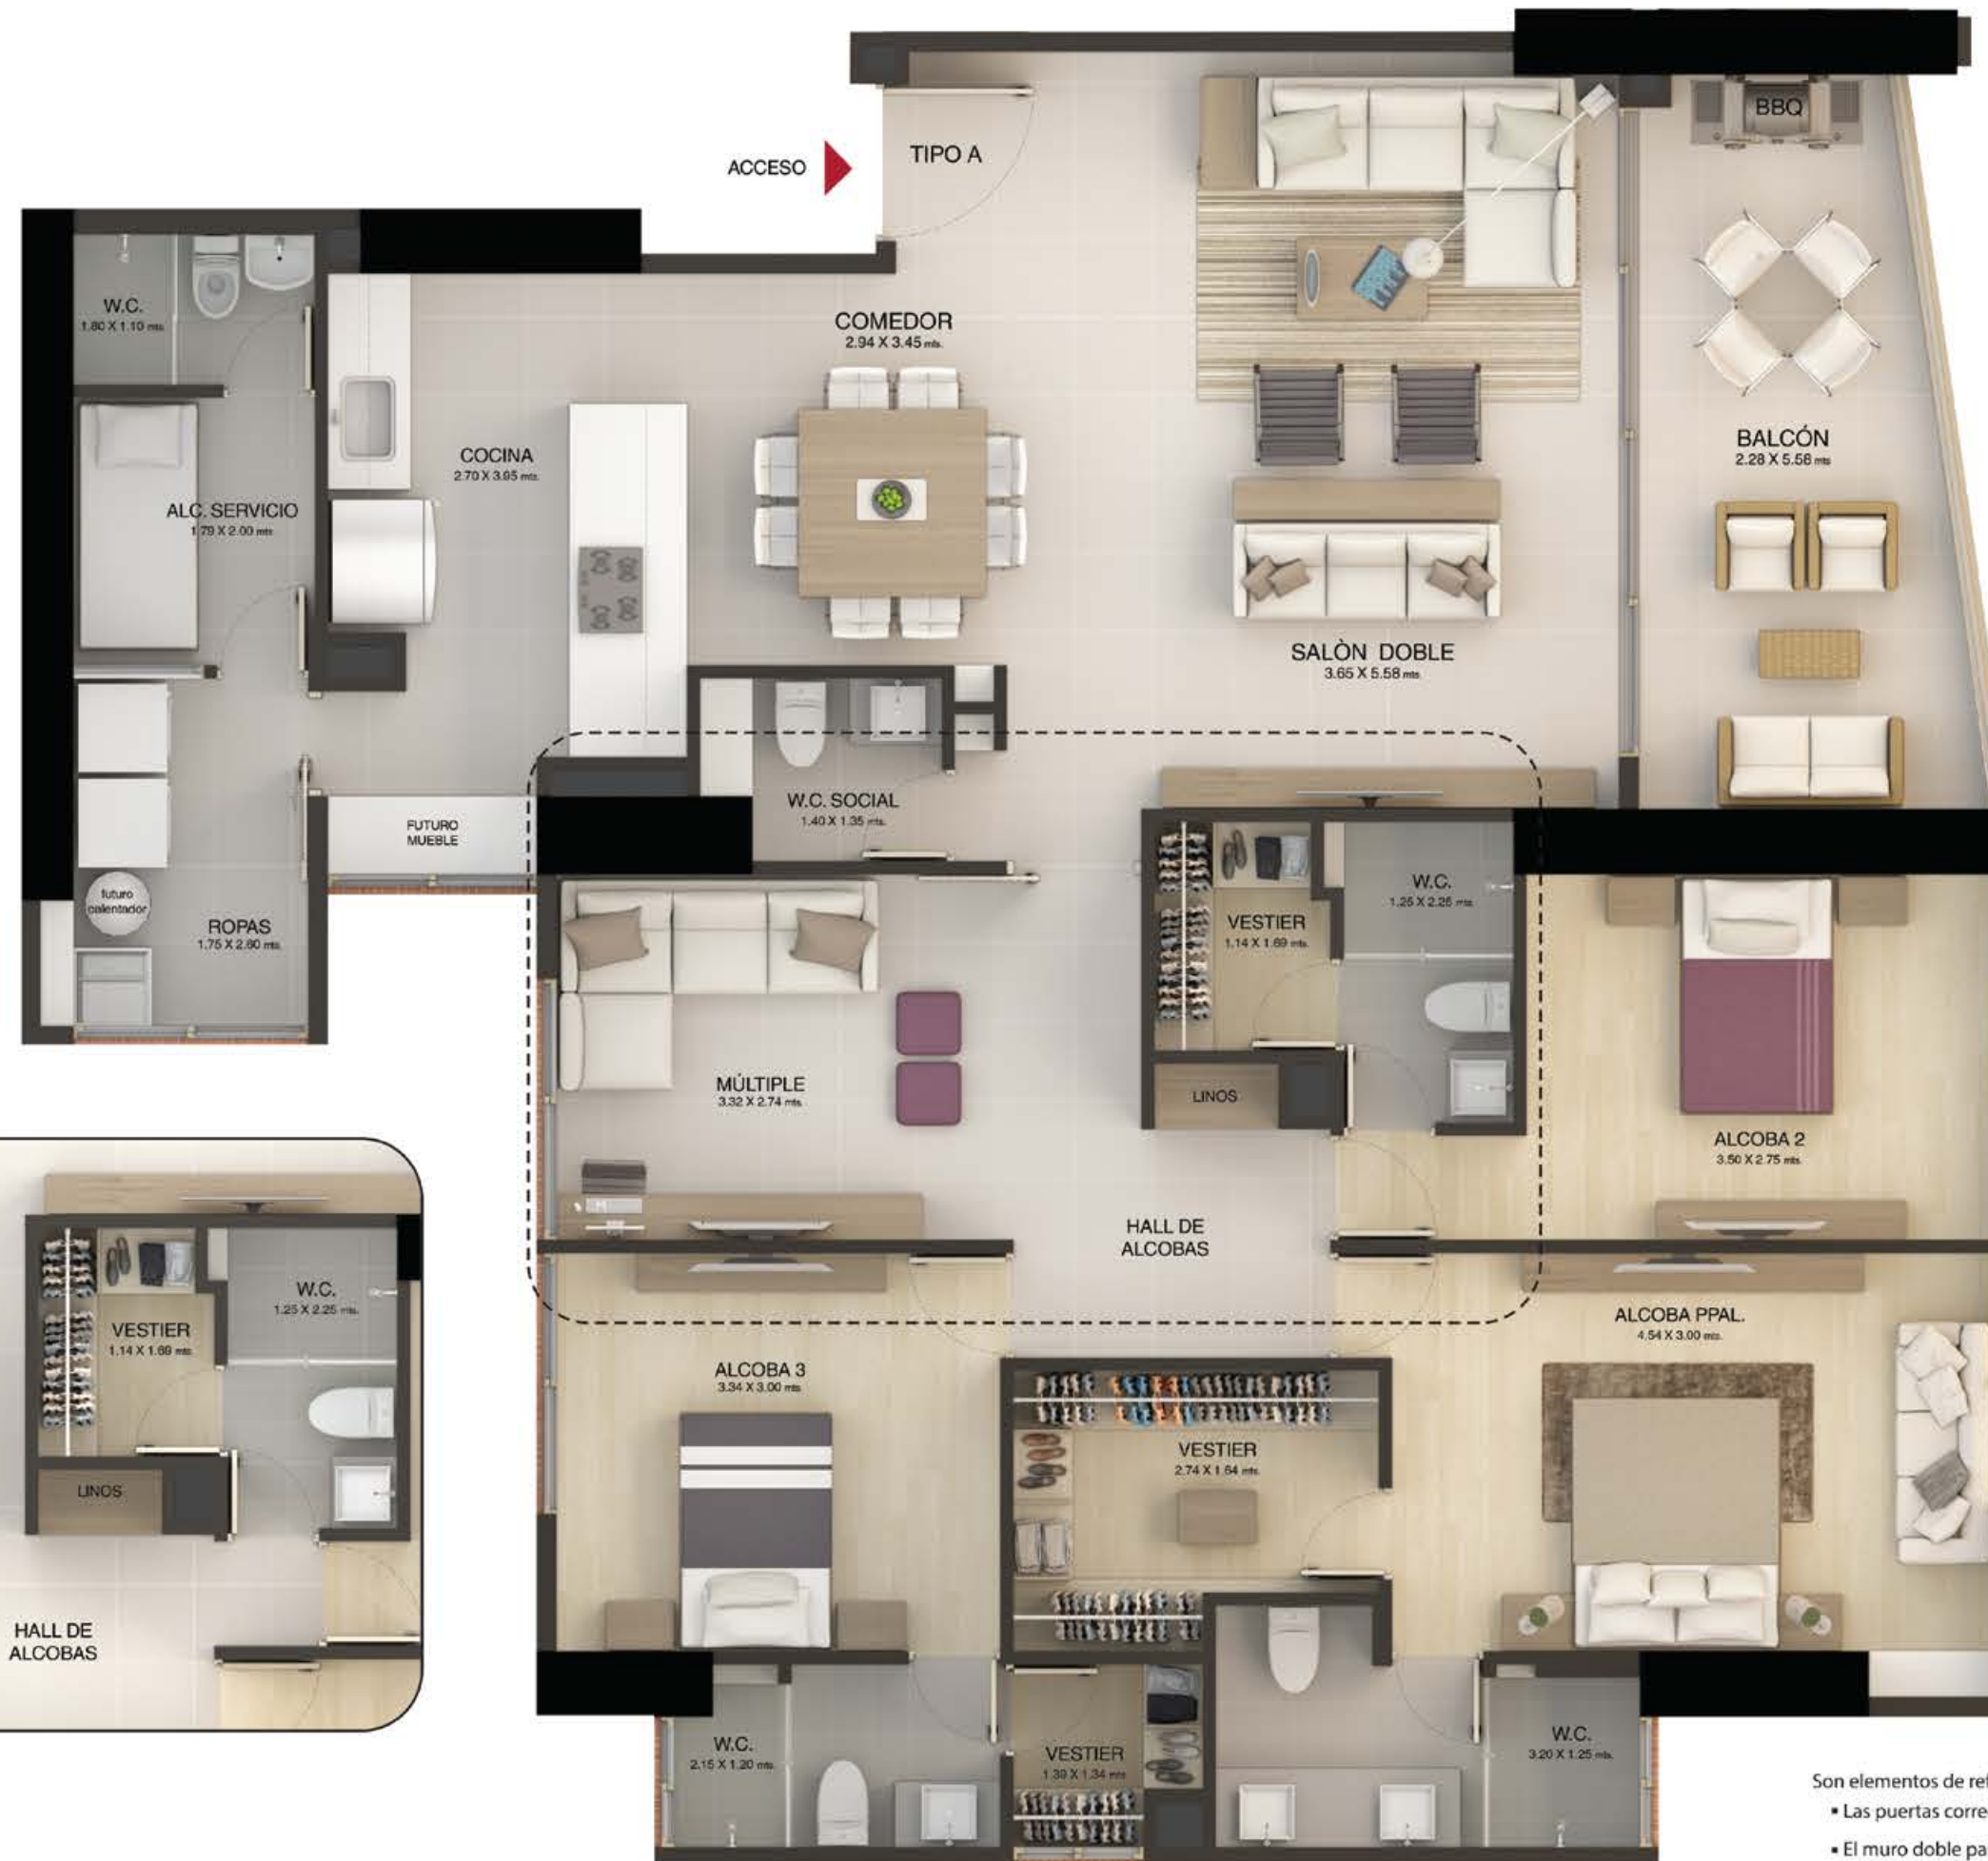 BBQ
ACCESO
TIPO A
W.C.
1.80 X 1.10 mts.
COMEDOR
2.94 X 3.45 mts.
COCINA
2.70 X 3.95 mts.
BALCÓN
2.28 X 5.58 mts
ALC. SERVICIO
1.79 X 2.00 mts
SALÒN DOBLE
3.65 X 5.58 mts
W.C. SOCIAL
1.40 X 1.35 mts.
FUTURO
MUEBLE
futuro
calentador
ROPAS
1.75 X 2.60 mts.
W.C.
1.25 X 2.25 mts
VESTIER
1.14 X 1.69 mts.
MÚLTIPLE
3.32 X 2.74 mts.
LINOS
ALCOBA 2
3.50 X 2.75 mts.
HALL DE
ALCOBAS
W.C.
1.25 X 2.25 mts.
VESTIER
1.14 X 1.69 mts
LINOS
HALL DE
ALCOBAS
ALCOBA PPAL.
4.54 X 3.00 mts.
ALCOBA 3
3.34 X 3.00 mts
VESTIER
2.74 X 1.64 mts.
W.C.
2.15 X 1.20 mts
VESTIER
1.39 X 1.34 mts
W.C.
3.20 X 1.25 mts.
Son elementos de
▪ Las puertas
▪ El muro doble